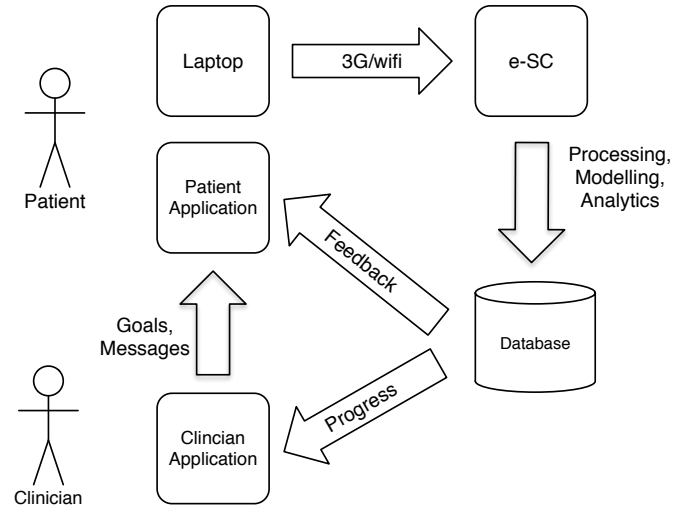 Laptop
3G/wifi
e-SC
Patient
Patient
Application
Processing,
Modelling,
Analytics
Feedback
Goals,
Messages
Database
Progress
Clincian
Application
Clinician